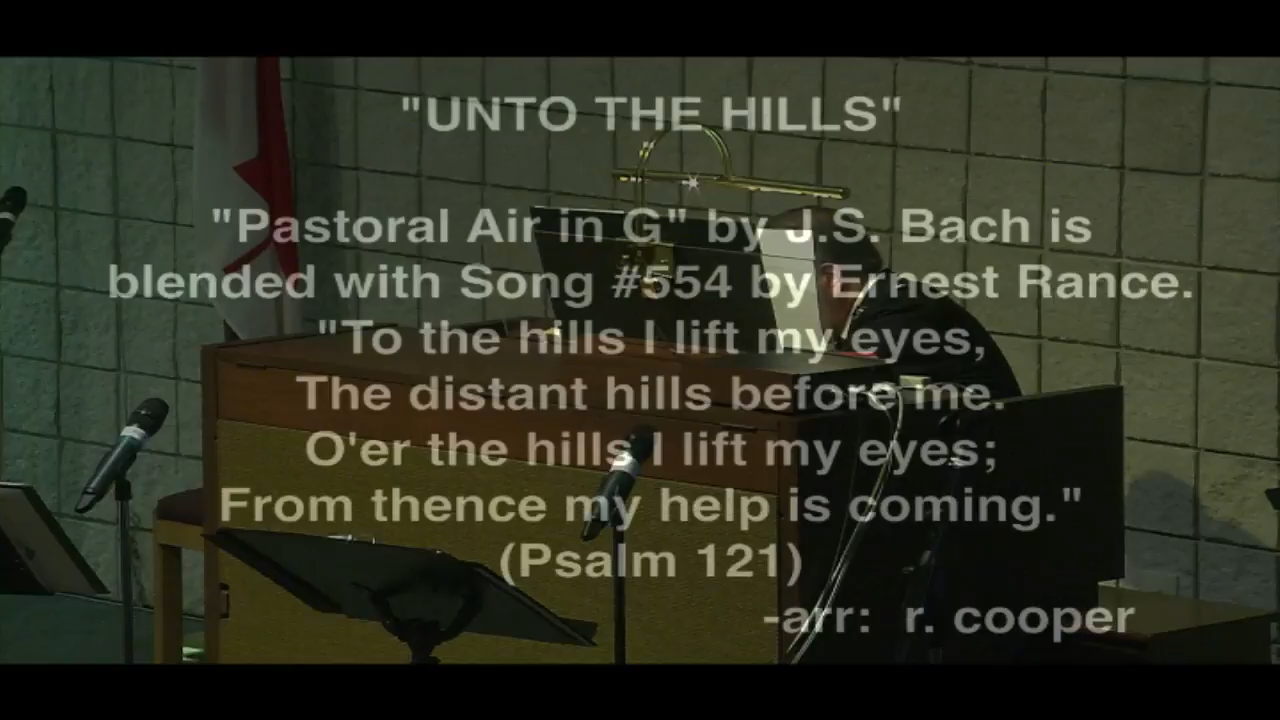 "UNTO THE HILLS"
"Pastoral Air in G" by J.S. Bach is
blended with Song #554 by Ernest Rance.
"To the hills I lift my eyes,
The distant hills before me.
O'er the hills I lift my eyes;
From thence my help is coming."
(Psalm 121)
-arr:  r. cooper